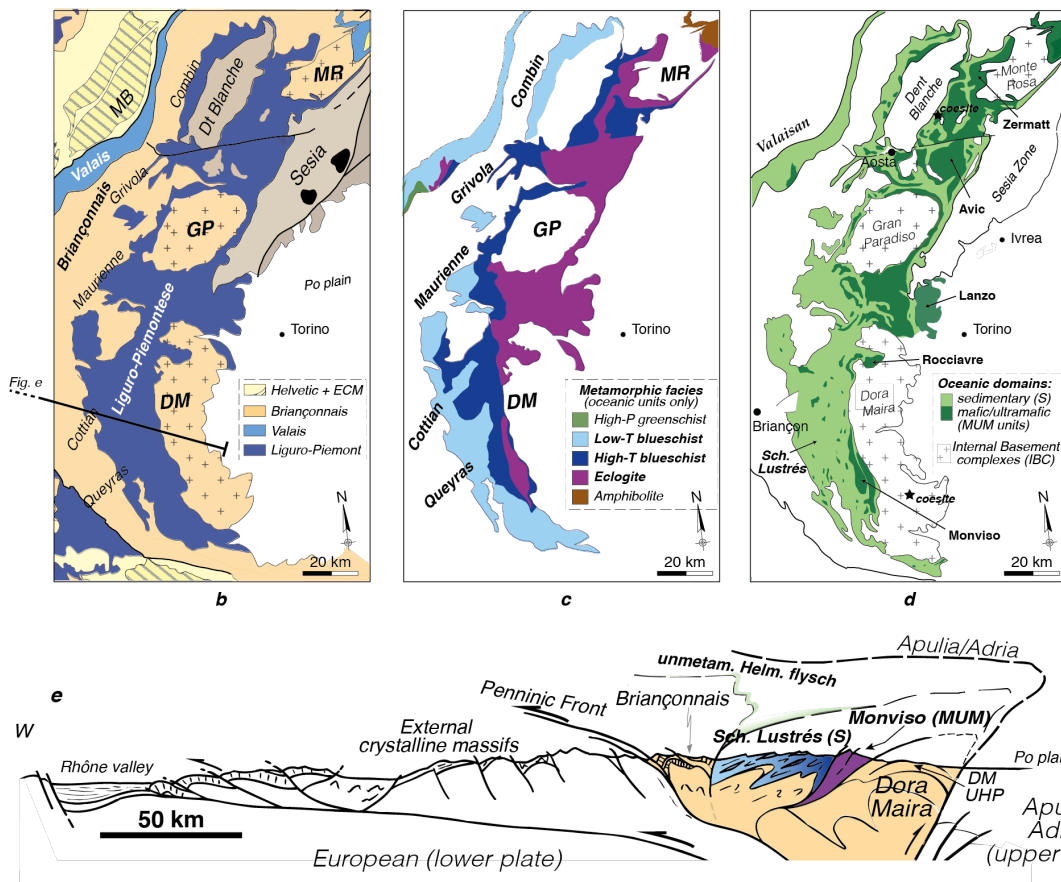 MB
Combin
Dt Blanche
MR
Valais
Grivola
Sesia
Briançonnais
GP
Maurienne
Po plain
Liguro-Piemontese
Torino
Fig. e
DM
Cottian
Queyras
Helvetic + ECM
Briançonnais
Valais
Liguro-Piemont
N
20 km
b
Combin
MR
Grivola
GP
Maurienne
Torino
DM
Cottian
Queyras
Metamorphic facies
(oceanic units only)
High-P greenschist
Low-T blueschist
High-T blueschist
Eclogite
Amphibolite
N
20 km
c
Dent
Blanche
Monte
Rosa
coesite
Zermatt
Valaisan
Aosta
Sesia Zone
Avic
Gran
Paradiso
Ivrea
Lanzo
Torino
Rocciavre
Dora
Maira
Briançon
Sch.
Lustrés
Oceanic domains:
sedimentary (S)
mafic/ultramafic
(MUM units)
Internal Basement
complexes (IBC)
coesite
Monviso
N
20 km
d
e
W
Apulia/Adria
unmetam. Helm. flysch
Penninic Front
Briançonnais
Monviso (MUM)
External
crystalline massifs
Sch. Lustrés (S)
Rhône valley
Po plai
DM
UHP
Dora
Maira
50 km
Apu
Ad
(upper
European (lower plate)